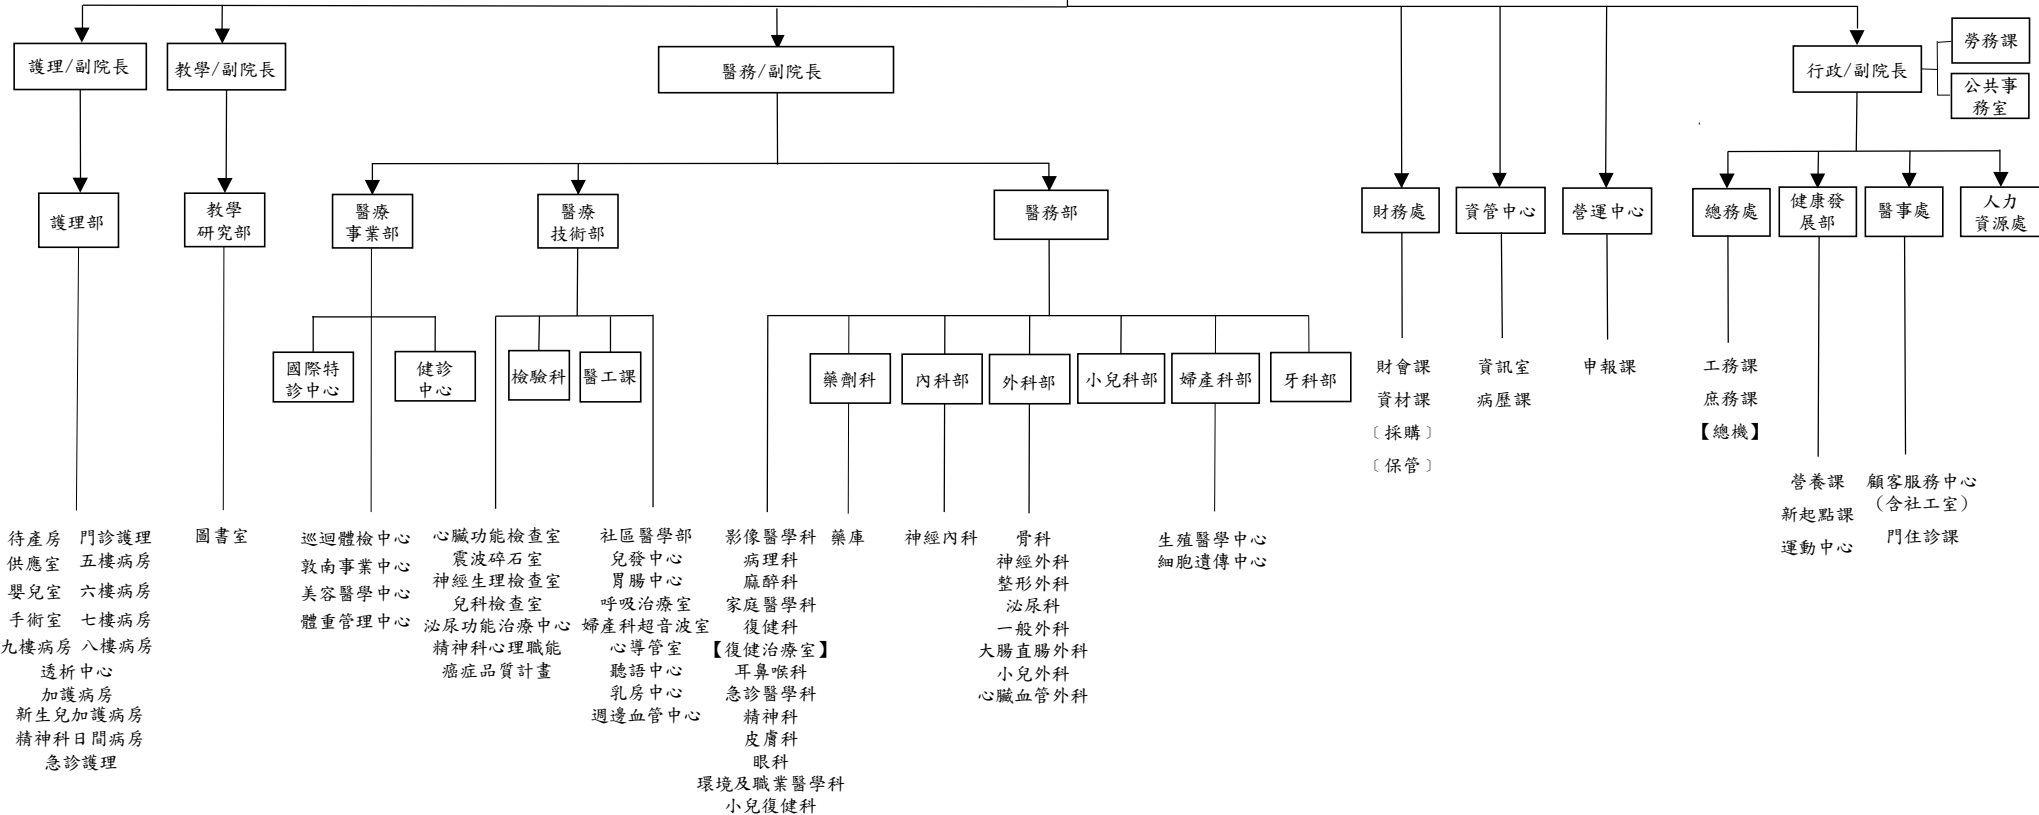 護理/副院長
教學/副院長
醫務/副院長
行政/副院長
勞務課
公共事
務室
護理部
教學
研究部
醫療
事業部
醫療
技術部
醫務部
財務處
資管中心
營運中心
總務處
健康發
展部
醫事處
人力
資源處
國際特
診中心
健診
中心
檢驗科
醫工課
藥劑科
內科部
外科部
小兒科部
婦產科部
牙科部
財會課
資材課
﹝採購﹞
﹝保管﹞
資訊室
病歷課
申報課
工務課
庶務課
【總機】
營養課
新起點課
運動中心
顧客服務中心
(含社工室)
門住診課
待產房 門診護理
供應室 五樓病房
嬰兒室 六樓病房
手術室 七樓病房
九樓病房 八樓病房
透析中心
加護病房
新生兒加護病房
精神科日間病房
急診護理
圖書室
巡迴體檢中心
敦南事業中心
美容醫學中心
體重管理中心
心臟功能檢查室
震波碎石室
神經生理檢查室
兒科檢查室
泌尿功能治療中心
精神科心理職能
癌症品質計畫
社區醫學部
兒發中心
胃腸中心
呼吸治療室
婦產科超音波室
心導管室
聽語中心
乳房中心
週邊血管中心
影像醫學科
病理科
麻醉科
家庭醫學科
復健科
【復健治療室】
耳鼻喉科
急診醫學科
精神科
皮膚科
眼科
環境及職業醫學科
小兒復健科
藥庫
神經內科
骨科
神經外科
整形外科
泌尿科
一般外科
大腸直腸外科
小兒外科
心臟血管外科
生殖醫學中心
細胞遺傳中心